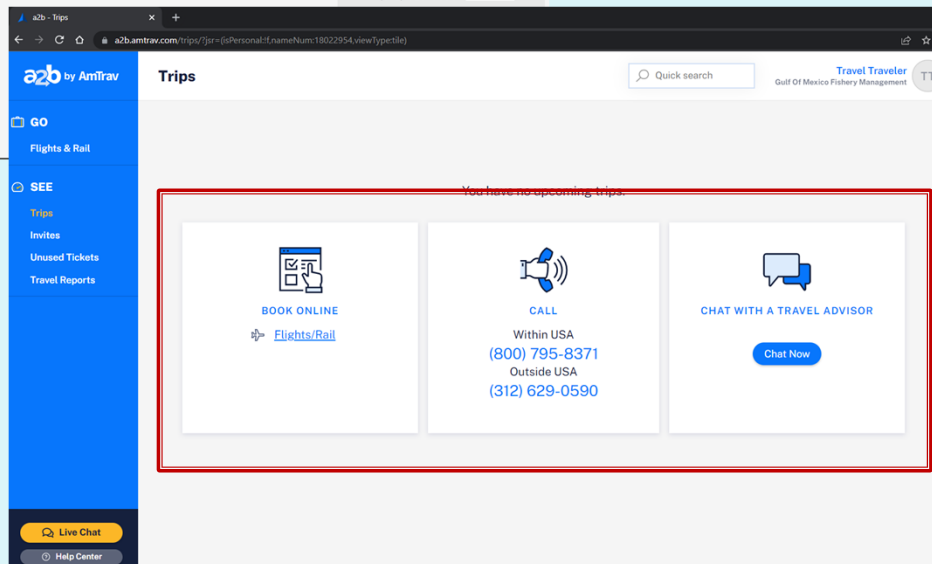 a2b - Trips
a2b.amtrav.com/trips/?jsr=(isPersonal:!f,nameNum:18022954,viewType:tile)
a2b by AmTrav
Trips
Quick search
Travel Traveler
Gulf Of Mexico Fishery Management
TT
GO
Flights & Rail
SEE
Trips
Invites
Unused Tickets
Travel Reports
You have no upcoming trips.
BOOK ONLINE
Flights/Rail
CALL
Within USA
(800) 795-8371
Outside USA
(312) 629-0590
CHAT WITH A TRAVEL ADVISOR
Chat Now
Live Chat
Help Center